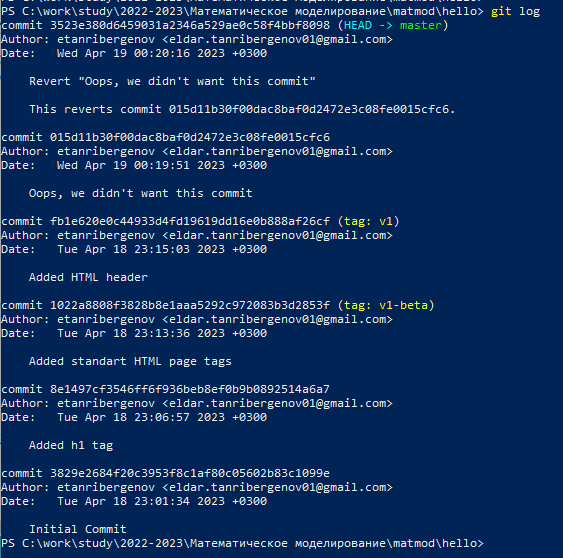 PS C:\work\study\2022-2023\Математическое моделирование\matmod\hello> git log
commit 3523e380d6459031a2346a529ae0c58f4bbf8098 (HEAD -> master)
Author: etanribergenov <eldar.tanribergenov01@gmail.com>
Date:   Wed Apr 19 00:20:16 2023 +0300
Revert "Oops, we didn't want this commit"
This reverts commit 015d11b30f00dac8baf0d2472e3c08fe0015cfc6.
commit 015d11b30f00dac8baf0d2472e3c08fe0015cfc6
Author: etanribergenov <eldar.tanribergenov01@gmail.com>
Date:   Wed Apr 19 00:19:51 2023 +0300
Oops, we didn't want this commit
commit fb1e620e0c44933d4fd19619dd16e0b888af26cf (tag: v1)
Author: etanribergenov <eldar.tanribergenov01@gmail.com>
Date:   Tue Apr 18 23:15:03 2023 +0300
Added HTML header
commit 1022a8808f3828b8e1aaa5292c972083b3d2853f (tag: v1-beta)
Author: etanribergenov <eldar.tanribergenov01@gmail.com>
Date:   Tue Apr 18 23:13:36 2023 +0300
Added standart HTML page tags
commit 8e1497cf3546ff6f936beb8ef0b9b0892514a6a7
Author: etanribergenov <eldar.tanribergenov01@gmail.com>
Date:   Tue Apr 18 23:06:57 2023 +0300
Added h1 tag
commit 3829e2684f20c3953f8c1af80c05602b83c1099e
Author: etanribergenov <eldar.tanribergenov01@gmail.com>
Date:   Tue Apr 18 23:01:34 2023 +0300
Initial Commit
PS C:\work\study\2022-2023\Математическое моделирование\matmod\hello>